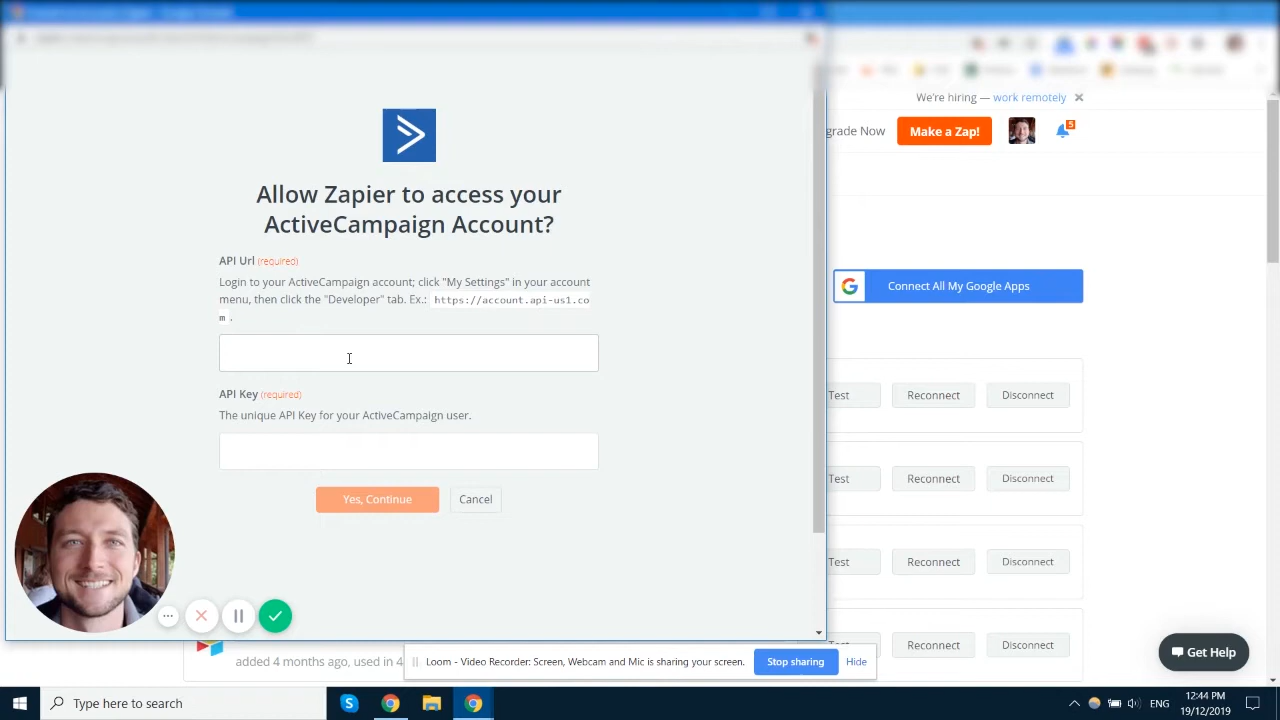 We're hiring — work remotely
grade Now
Make a Zap!
5
Allow Zapier to access your
ActiveCampaign Account?
API Url (required)
Login to your ActiveCampaign account; click "My Settings" in your account
menu, then click the "Developer" tab. Ex.: https://account.api-us1.co
m .
Connect All My Google Apps
API Key (required)
The unique API Key for your ActiveCampaign user.
Yes, Continue
Cancel
Test
Reconnect
Disconnect
Test
Reconnect
Disconnect
Test
Reconnect
Disconnect
Test
Reconnect
Disconnect
added 4 months ago, used in 4
Loom - Video Recorder: Screen, Webcam and Mic is sharing your screen.
Stop sharing
Hide
Get Help
Type here to search
ENG
12:44 PM
19/12/2019